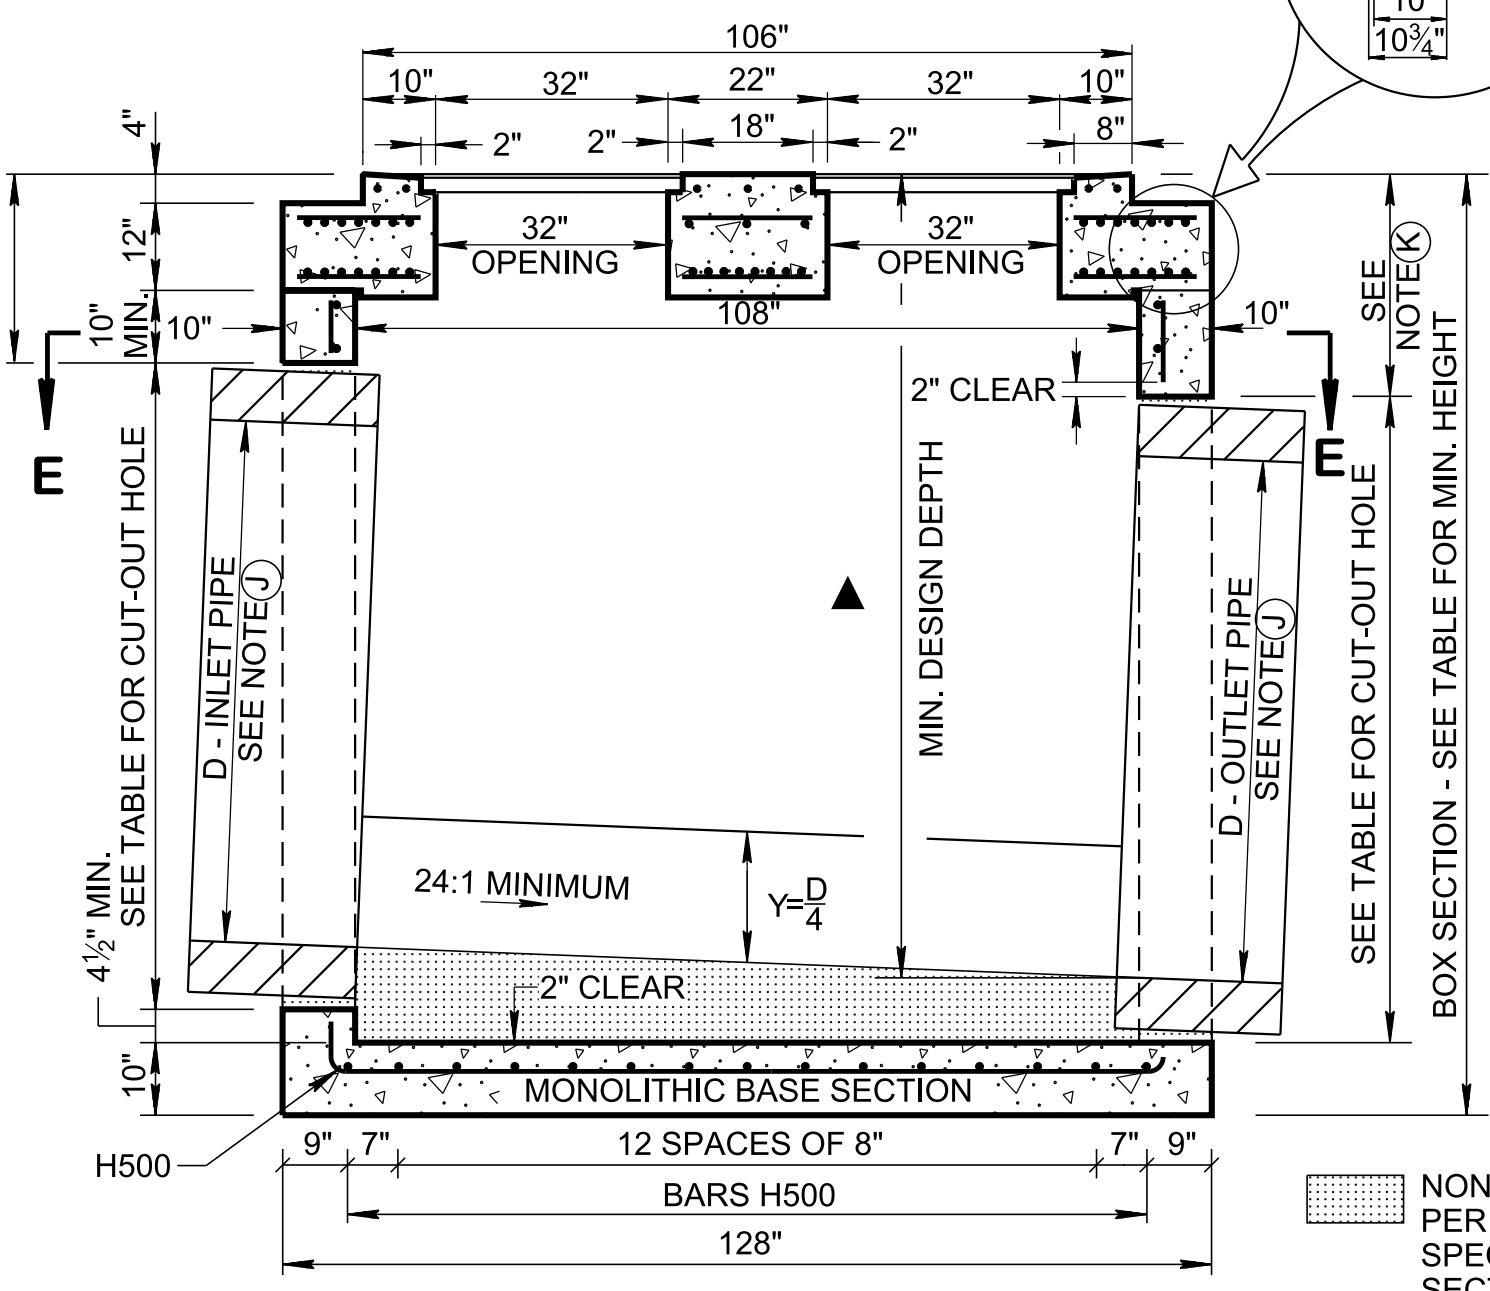 10
10¾"
106"
10"
32"
22"
32"
10"
2"
2"
18"
2"
8"
4"
12"
10"
MIN.
10"
32"
OPENING
32"
OPENING
108"
10"
SEE
NOTE K
2" CLEAR
E
E
D - INLET PIPE
SEE NOTE J
SEE TABLE FOR CUT-OUT HOLE
MIN. DESIGN DEPTH
D - OUTLET PIPE
SEE NOTE J
SEE TABLE FOR CUT-OUT HOLE
BOX SECTION - SEE TABLE FOR MIN. HEIGHT
24:1 MINIMUM
Y=D/4
4½" MIN.
2" CLEAR
10"
MONOLITHIC BASE SECTION
H500
9"
7"
12 SPACES OF 8"
7"
9"
BARS H500
128"
NON
PER
SPEC